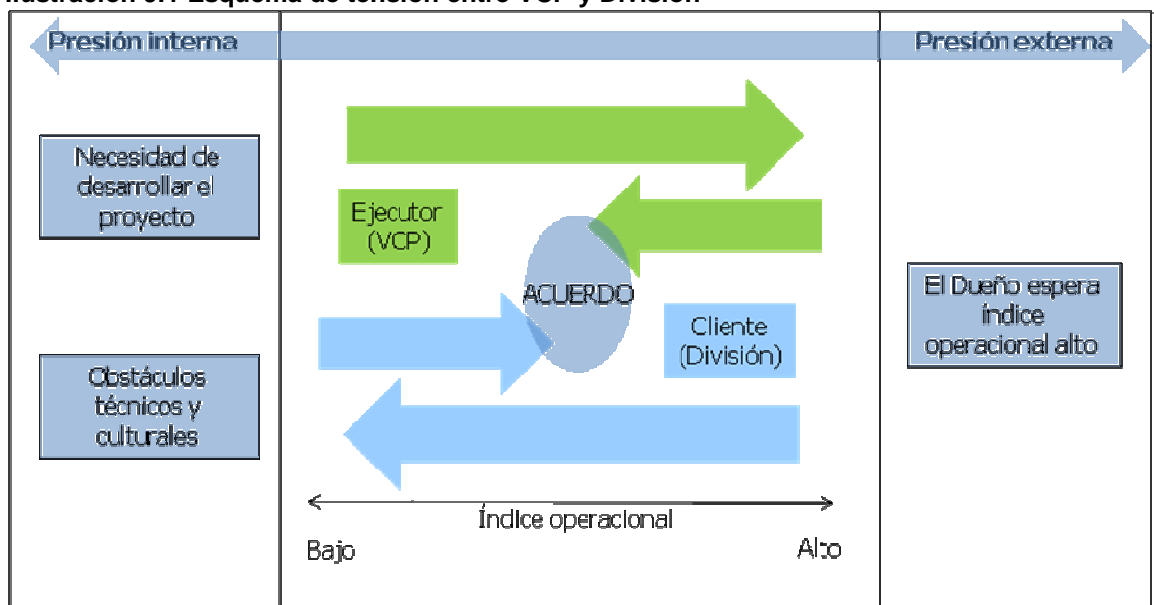 Presión interna
Presión externa
Necesidad de
desarrollar el
proyecto
Obstáculos
técnicos y
culturales
Ejecutor
(VCP)
ACUERDO
Cliente
(División)
Índice operacional
Bajo
Alto
El Dueño espera
índice
operacional alto